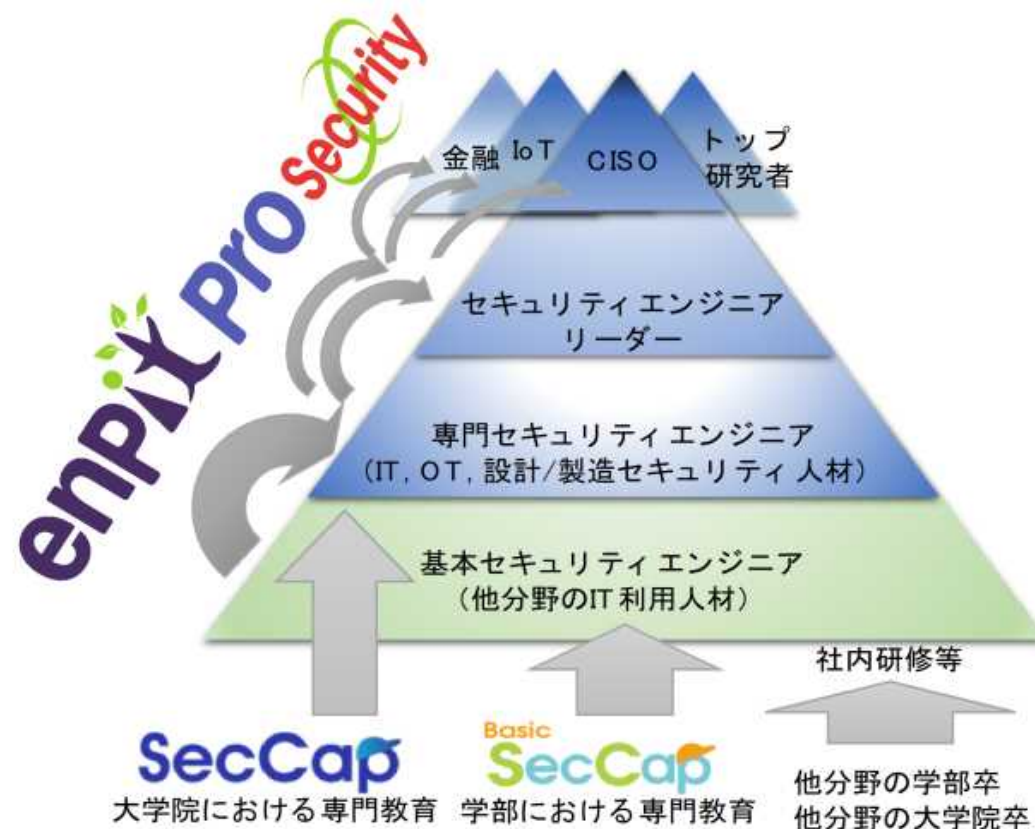 enpit Pro Security
金融
IoT
CISO
トップ
研究者
セキュリティエンジニア
リーダー
専門セキュリティエンジニア
（IT, OT, 設計/製造セキュリティ人材）
基本セキュリティエンジニア
（他分野のIT利用人材）
社内研修等
SecCap
大学院における専門教育
Basic
SecCap
学部における専門教育
他分野の学部卒
他分野の大学院卒